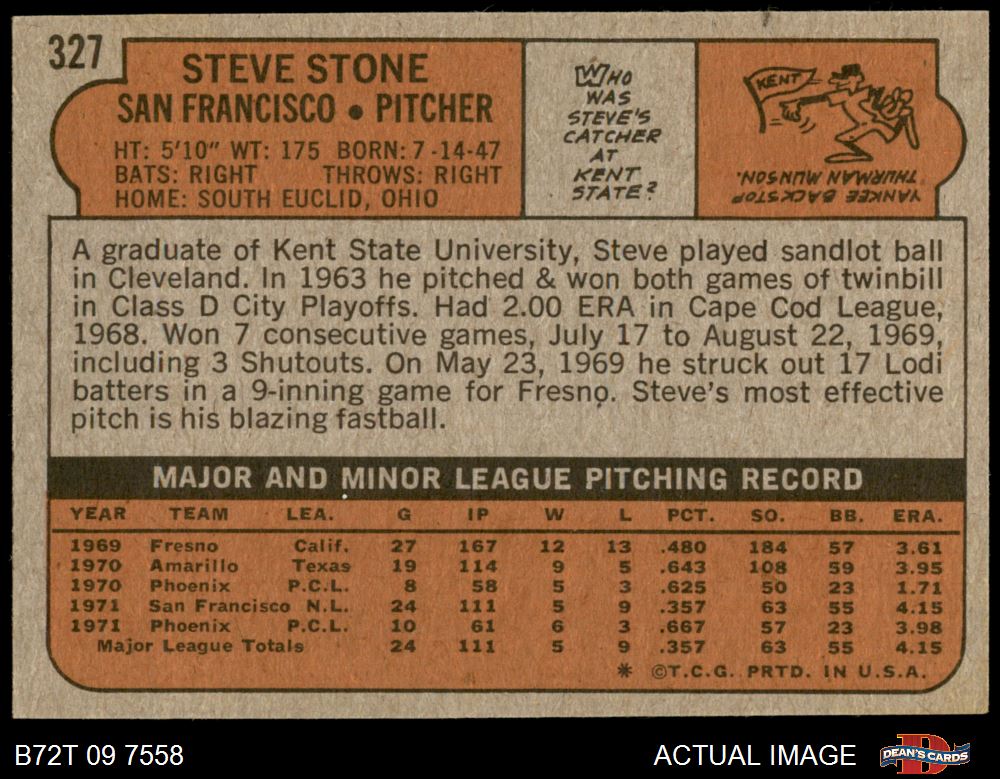 327
STEVE STONE
SAN FRANCISCO • PITCHER
HT: 5'10" WT: 175 BORN: 7-14-47
BATS: RIGHT THROWS: RIGHT
HOME: SOUTH EUCLID, OHIO
WHO
WAS
STEVE'S
CATCHER
AT
KENT
STATE?
KENT
YANKEE BACKSTOP
THURMAN MUNSON.
A graduate of Kent State University, Steve played sandlot ball
in Cleveland. In 1963 he pitched & won both games of twinbill
in Class D City Playoffs. Had 2.00 ERA in Cape Cod League,
1968. Won 7 consecutive games, July 17 to August 22, 1969,
including 3 Shutouts. On May 23, 1969 he struck out 17 Lodi
batters in a 9-inning game for Fresno. Steve's most effective
pitch is his blazing fastball.
MAJOR AND MINOR LEAGUE PITCHING RECORD
YEAR TEAM LEA. G IP W L PCT. SO. BB. ERA.
1969 Fresno Calif. 27 167 12 13 .480 184 57 3.61
1970 Amarillo Texas 19 114 9 5 .643 108 59 3.95
1970 Phoenix P.C.L. 8 58 5 3 .625 50 23 1.71
1971 San Francisco N.L. 24 111 5 9 .357 63 55 4.15
1971 Phoenix P.C.L. 10 61 6 3 .667 57 23 3.98
Major League Totals 24 111 5 9 .357 63 55 4.15
* ©T.C.G. PRTD. IN U.S.A.
B72T 09 7558
ACTUAL IMAGE
DEAN'S CARDS